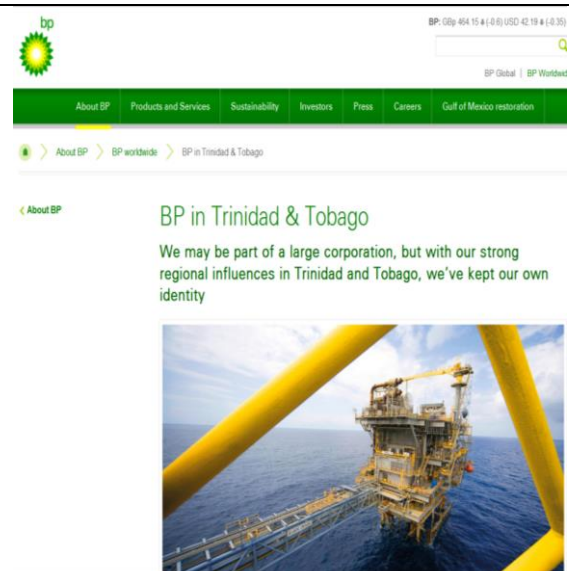 bp
BP: GBp 464.15 (-0.6) USD 42.19 (-0.35)
BP Global | BP Worldwid
About BP Products and Services Sustainability Investors Press Careers Gulf of Mexico restoration
About BP BP worldwide BP in Trinidad & Tobago
About BP
BP in Trinidad & Tobago
We may be part of a large corporation, but with our strong
regional influences in Trinidad and Tobago, we've kept our own
identity